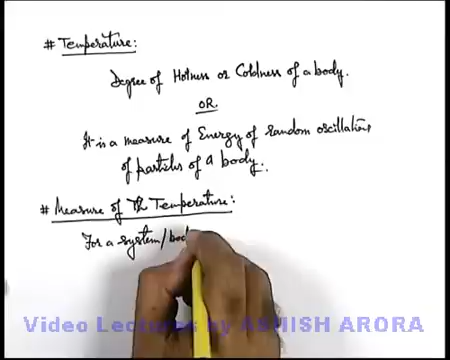 # Temperature:
Degree of Hotness or Coldness of a body.
OR.
It is a measure of Energy of random oscillations
of particles of a body.
# Measure of Th Temperature:
For a system/bod
Video Lectures by ASHISH ARORA